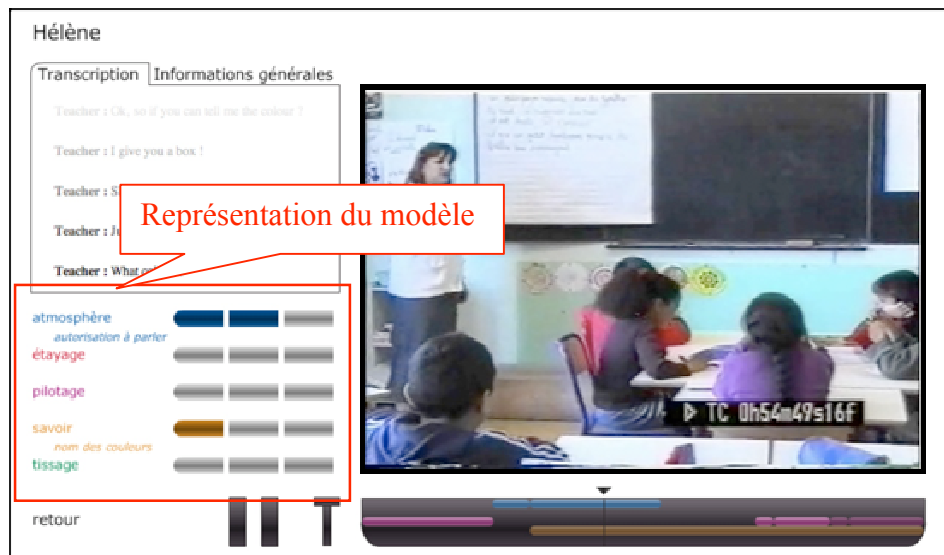 Hélène
Transcription
Informations générales
Teacher : Ok, so if you can tell me the colour ?
Teacher : I give you a box !
Teacher :
Teacher :
Teacher : What
Représentation du modèle
atmosphère
autorisation à parler
étayage
pilotage
savoir
nom des couleurs
tissage
retour
TC 0h54m49s16f